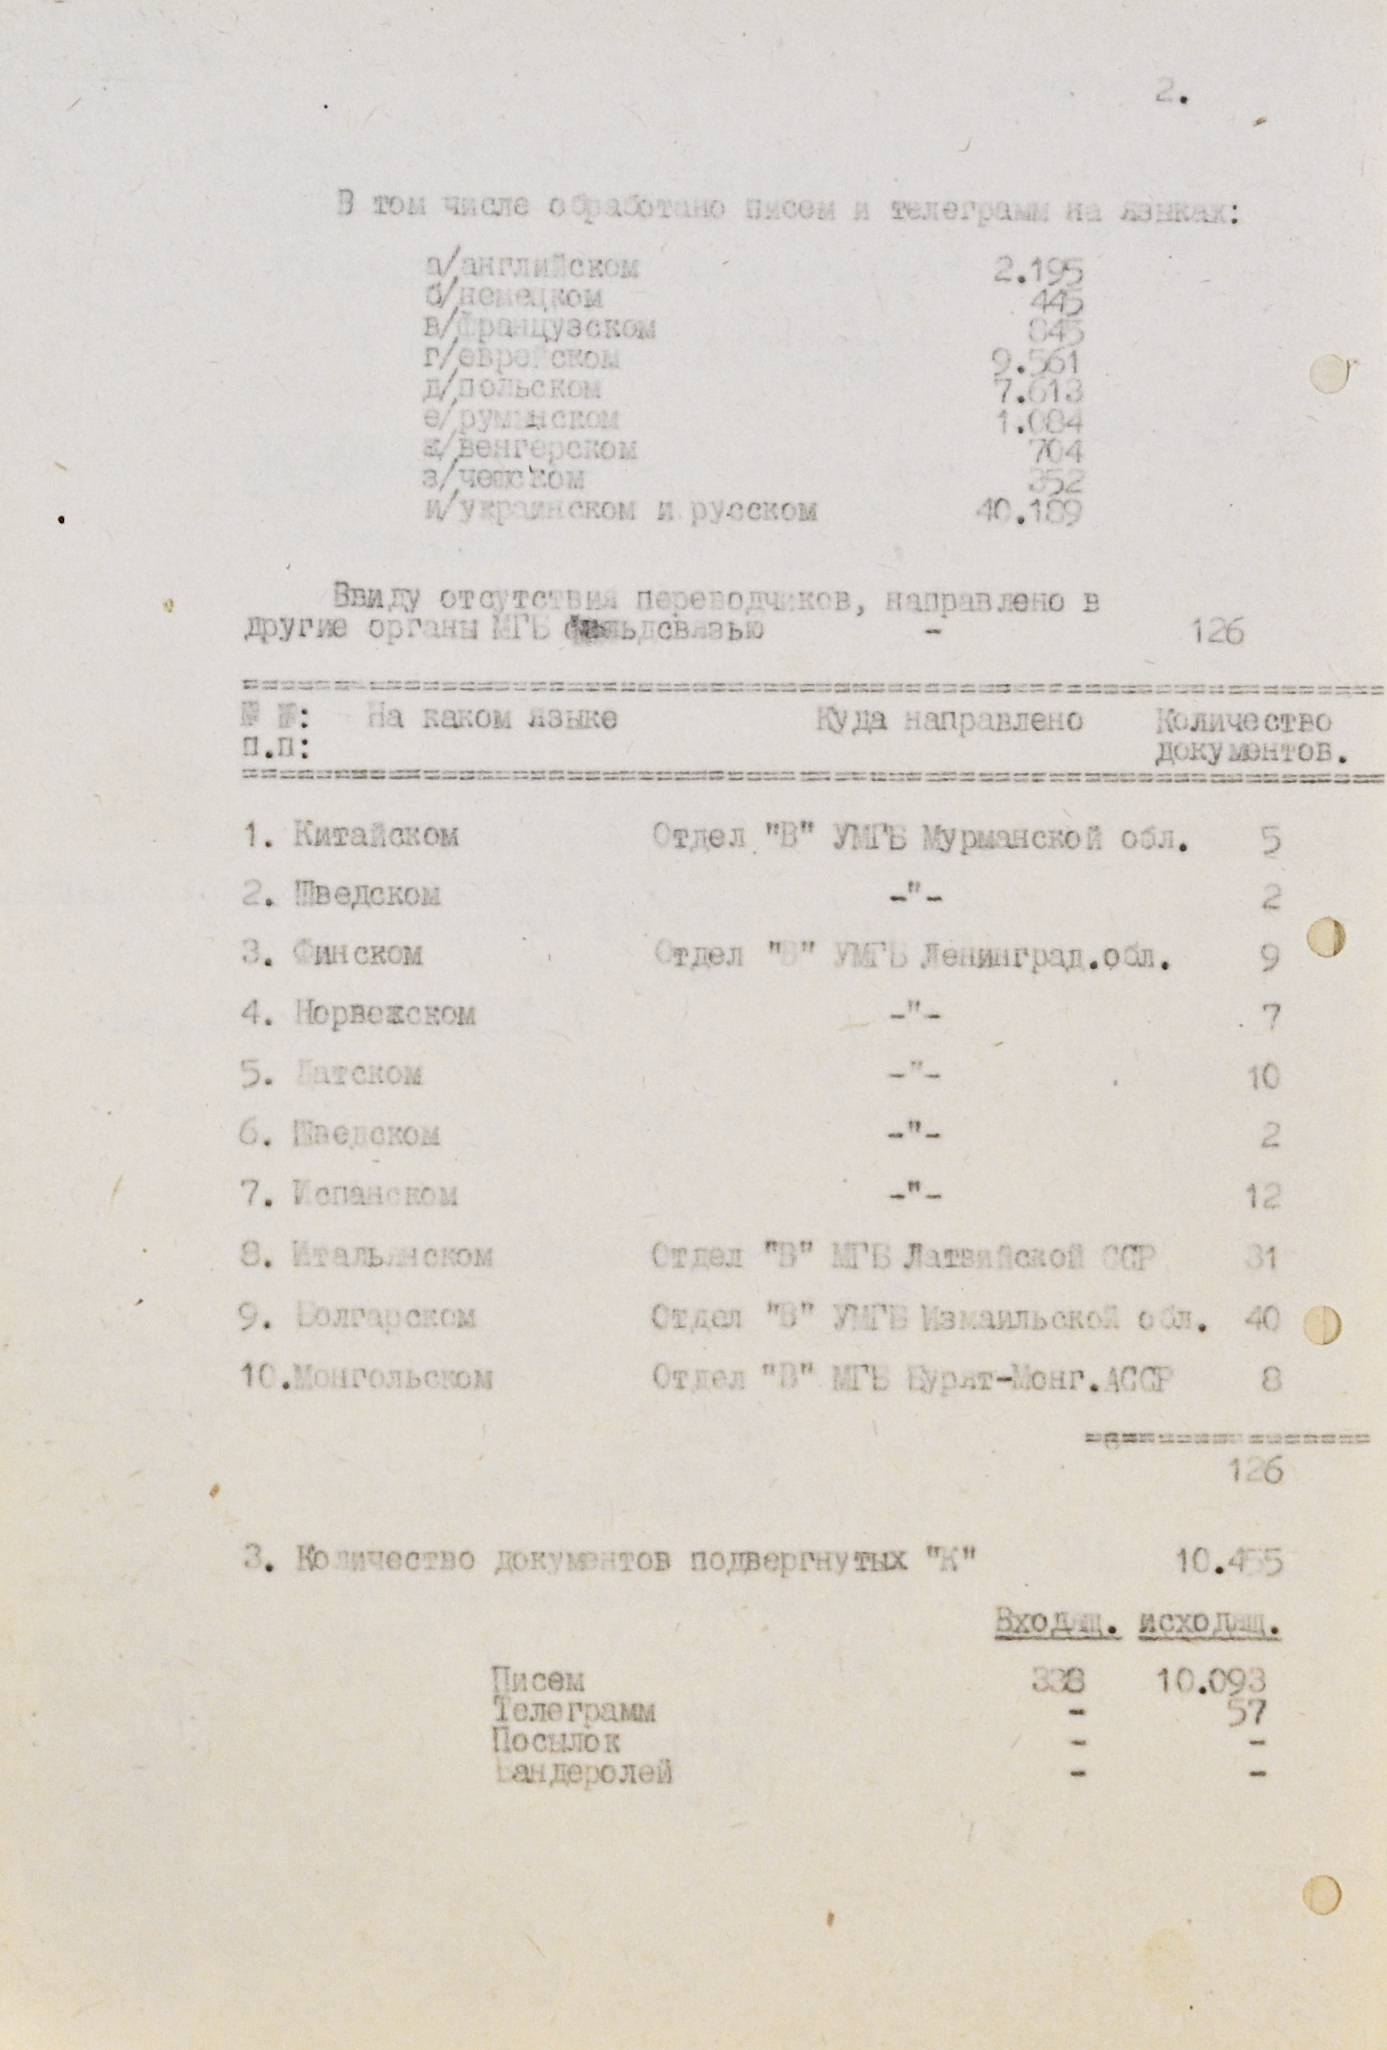 2.
В том числе обработано писем и телеграмм на языках:
а/английском 2.195
б/немецком 445
в/французском 845
г/еврейском 9.561
д/польском 7.613
е/румынском 1.084
ж/венгерском 704
з/чешском 352
и/украинском и русском 40.189
Ввиду отсутствия переводчиков, направлено в
другие органы МГБ фельдсвязью - 126
№ №: На каком языке Куда направлено Количество
п.п: документов.
1. Китайском Отдел "В" УМГБ Мурманской обл. 5
2. Шведском -"- 2
3. Финском Отдел "В" УМГБ Ленинград.обл. 9
4. Норвежском -"- 7
5. Датском -"- 10
6. Шведском -"- 2
7. Испанском -"- 12
8. Итальянском Отдел "В" МГБ Латвийской ССР 31
9. Болгарском Отдел "В" УМГБ Измаильской обл. 40
10.Монгольском Отдел "В" МГБ Бурят-Монг.АССР 8
126
3. Количество документов подвергнутых "К" 10.455
Входящ. исходящ.
Писем 338 10.093
Телеграмм - 57
Посылок - -
Бандеролей - -